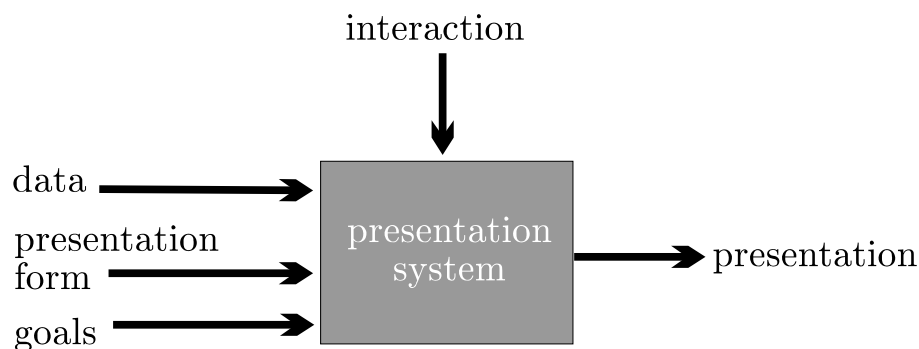 interaction
data
presentation
form
goals
presentation
system
presentation